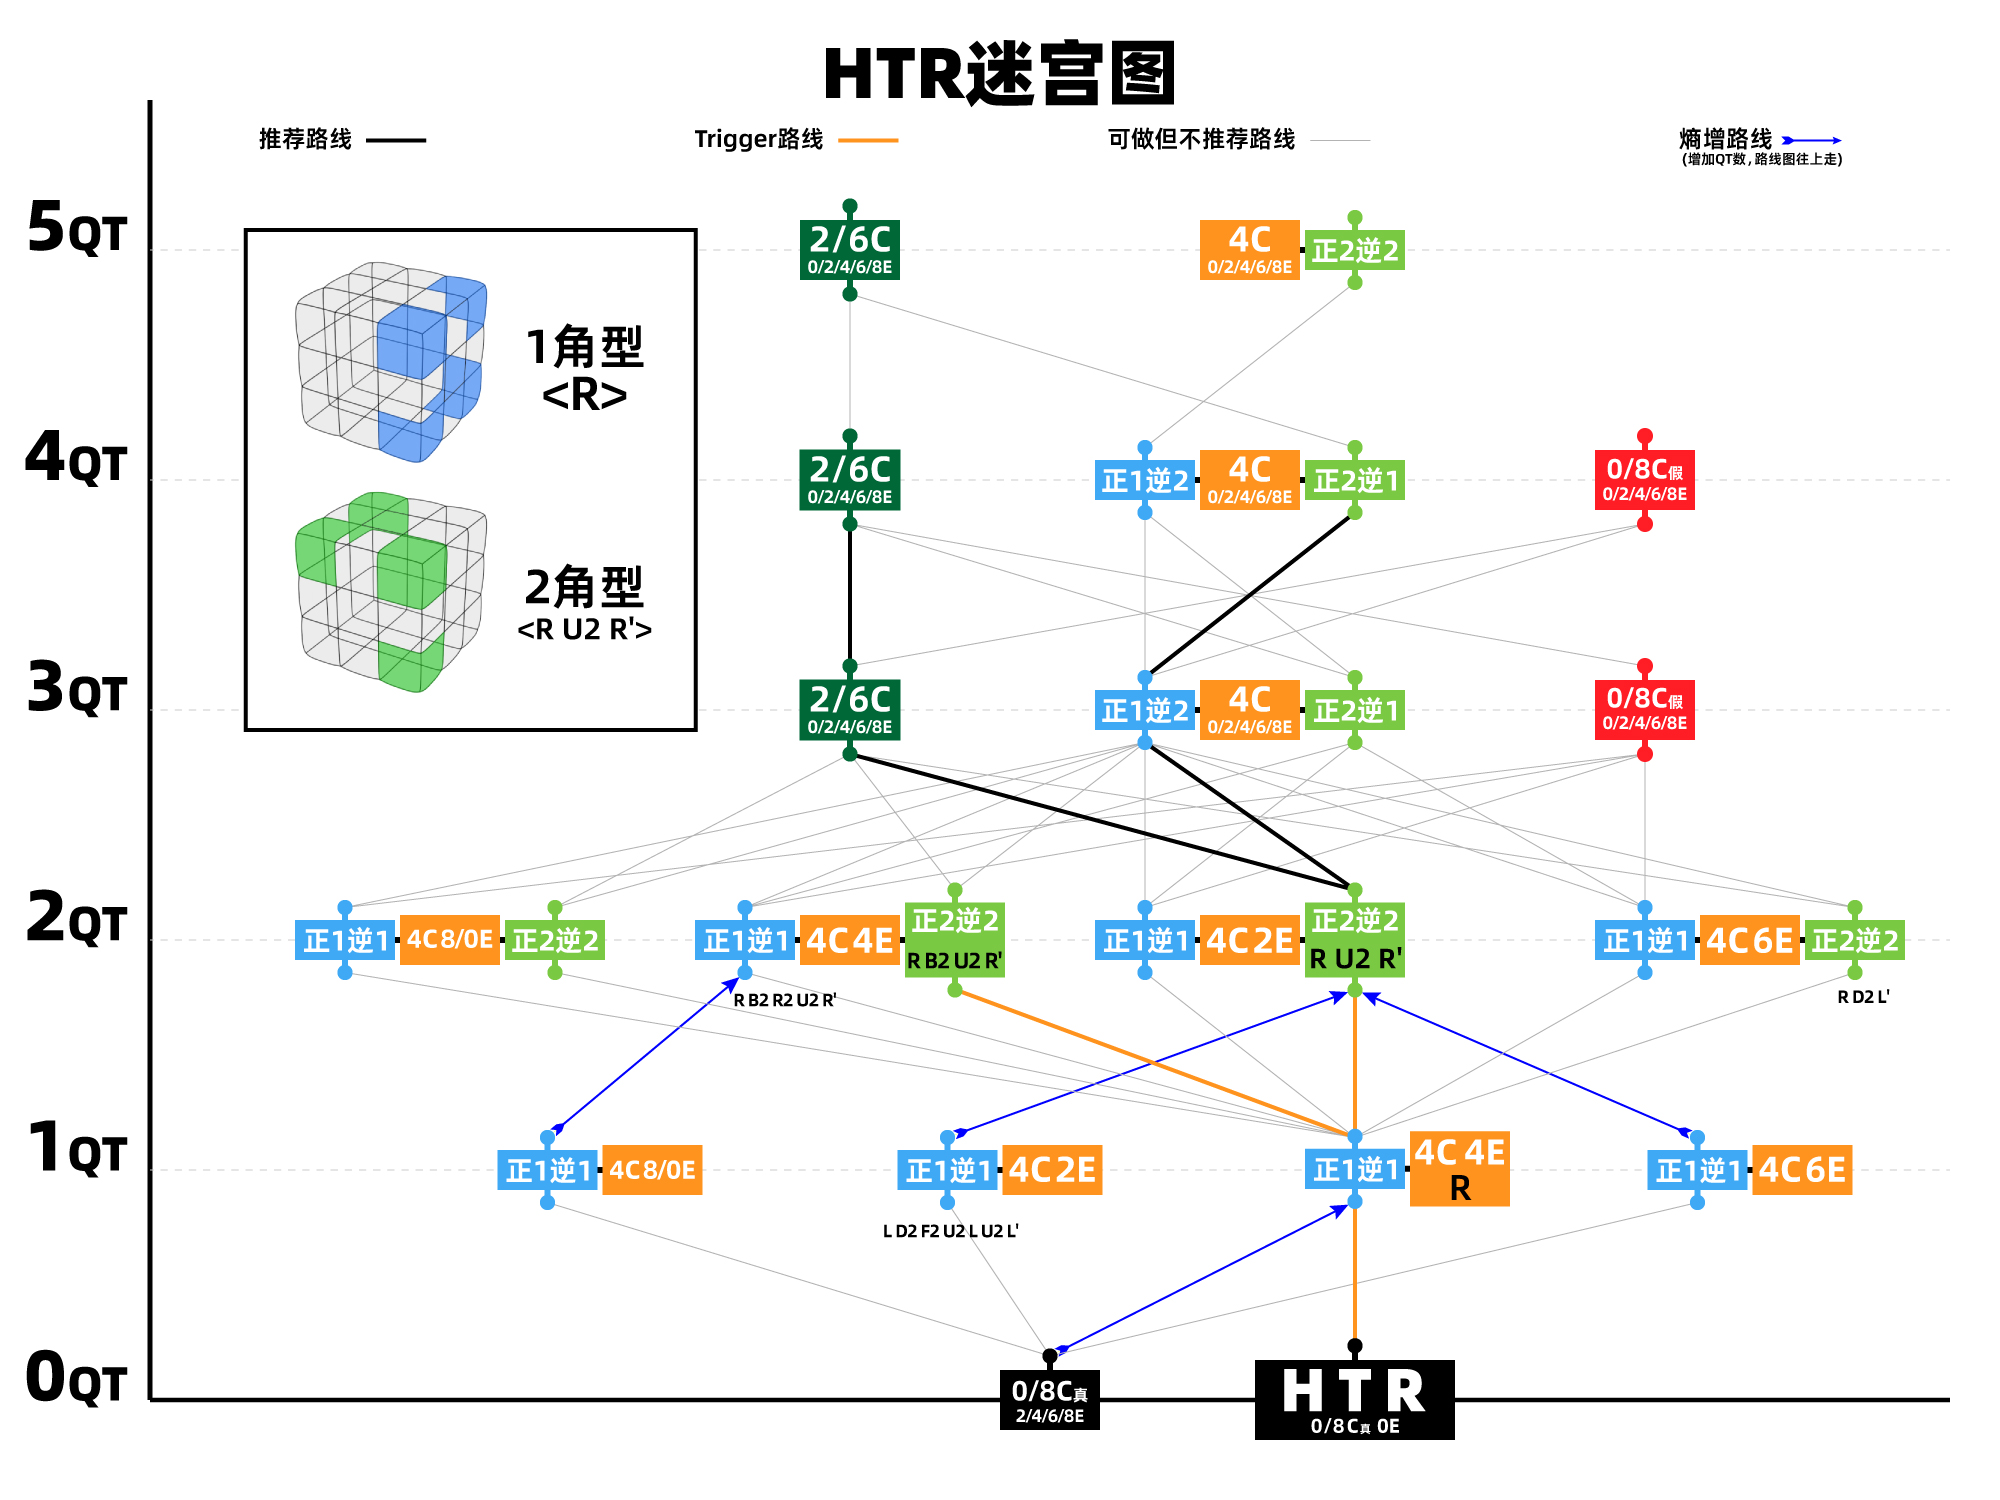 HTR迷宫图
推荐路线
Trigger路线
可做但不推荐路线
熵增路线
(增加QT数,路线图往上走)
5QT
2/6C
0/2/4/6/8E
4C
0/2/4/6/8E
正2逆2
1角型
<R>
2角型
<R U2 R'>
4QT
2/6C
0/2/4/6/8E
正1逆2
4C
0/2/4/6/8E
正2逆1
0/8C假
0/2/4/6/8E
3QT
2/6C
0/2/4/6/8E
正1逆2
4C
0/2/4/6/8E
正2逆1
0/8C假
0/2/4/6/8E
2QT
正1逆1
4C8/0E
正2逆2
正1逆1
4C4E
正2逆2
R B2 U2 R'
正1逆1
4C2E
正2逆2
R U2 R'
正1逆1
4C6E
正2逆2
R B2 R2 U2 R'
R D2 L'
1QT
正1逆1
4C8/0E
正1逆1
4C2E
正1逆1
4C 4E
R
正1逆1
4C6E
L D2 F2 U2 L U2 L'
0QT
0/8C真
2/4/6/8E
HTR
0/8C真 0E